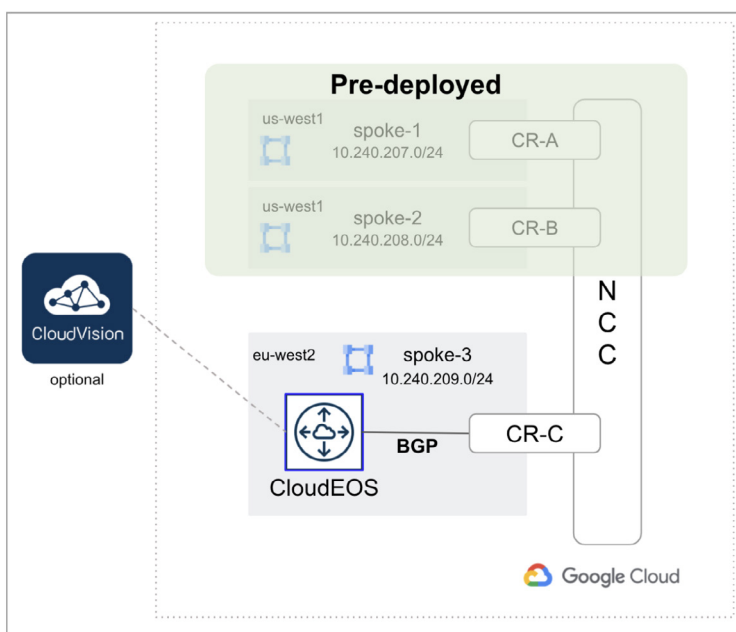 Pre-deployed
us-west1
spoke-1
10.240.207.0/24
CR-A
us-west1
spoke-2
10.240.208.0/24
CR-B
N
C
C
CloudVision
optional
eu-west2
spoke-3
10.240.209.0/24
BGP
CR-C
CloudEOS
Google Cloud